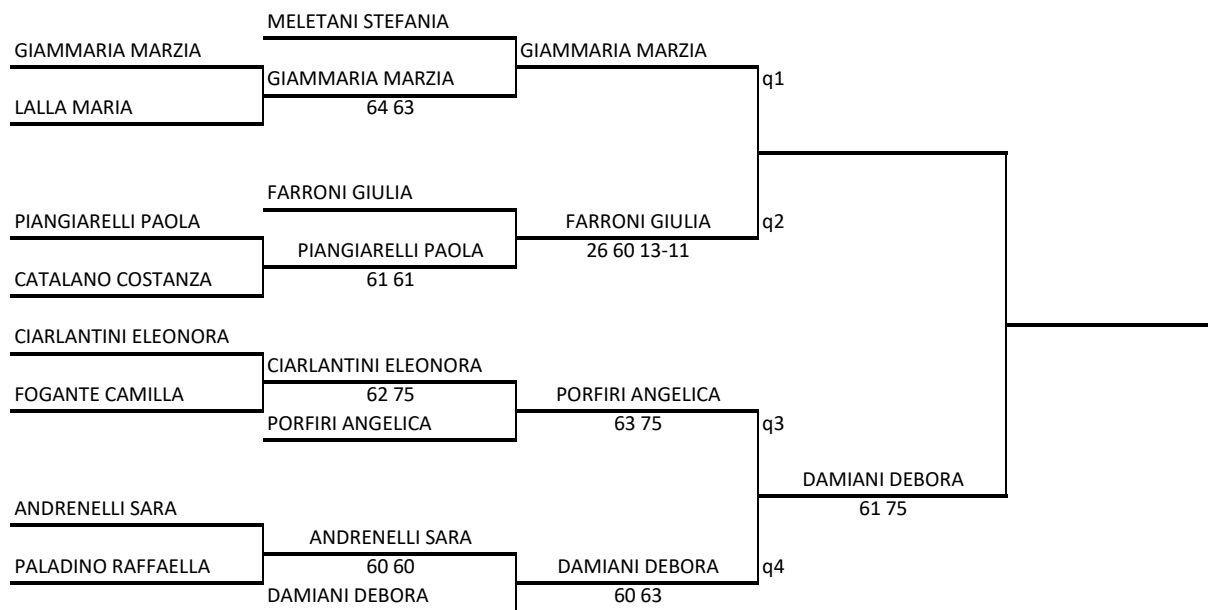 MELETANI STEFANIA
GIAMMARIA MARZIA
GIAMMARIA MARZIA
GIAMMARIA MARZIA
q1
LALLA MARIA
64 63
FARRONI GIULIA
PIANGIARELLI PAOLA
FARRONI GIULIA
q2
PIANGIARELLI PAOLA
26 60 13-11
CATALANO COSTANZA
61 61
CIARLANTINI ELEONORA
CIARLANTINI ELEONORA
FOGANTE CAMILLA
62 75
PORFIRI ANGELICA
PORFIRI ANGELICA
63 75
q3
DAMIANI DEBORA
ANDRENELLI SARA
61 75
ANDRENELLI SARA
PALADINO RAFFAELLA
60 60
DAMIANI DEBORA
q4
DAMIANI DEBORA
60 63